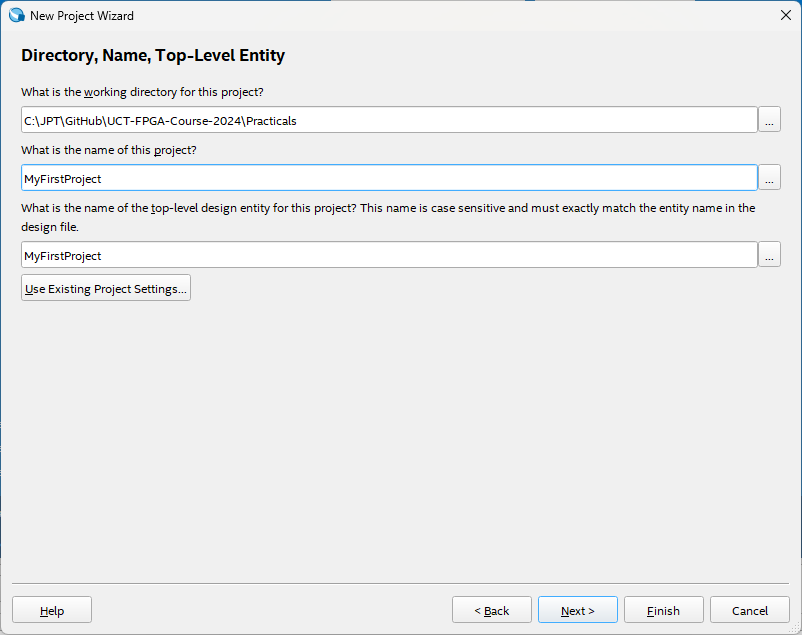 New Project Wizard
Directory, Name, Top-Level Entity
What is the working directory for this project?
C:\JPT\GitHub\UCT-FPGA-Course-2024\Practicals
...
What is the name of this project?
MyFirstProject
...
What is the name of the top-level design entity for this project? This name is case sensitive and must exactly match the entity name in the
design file.
MyFirstProject
...
Use Existing Project Settings...
Help
< Back
Next >
Finish
Cancel